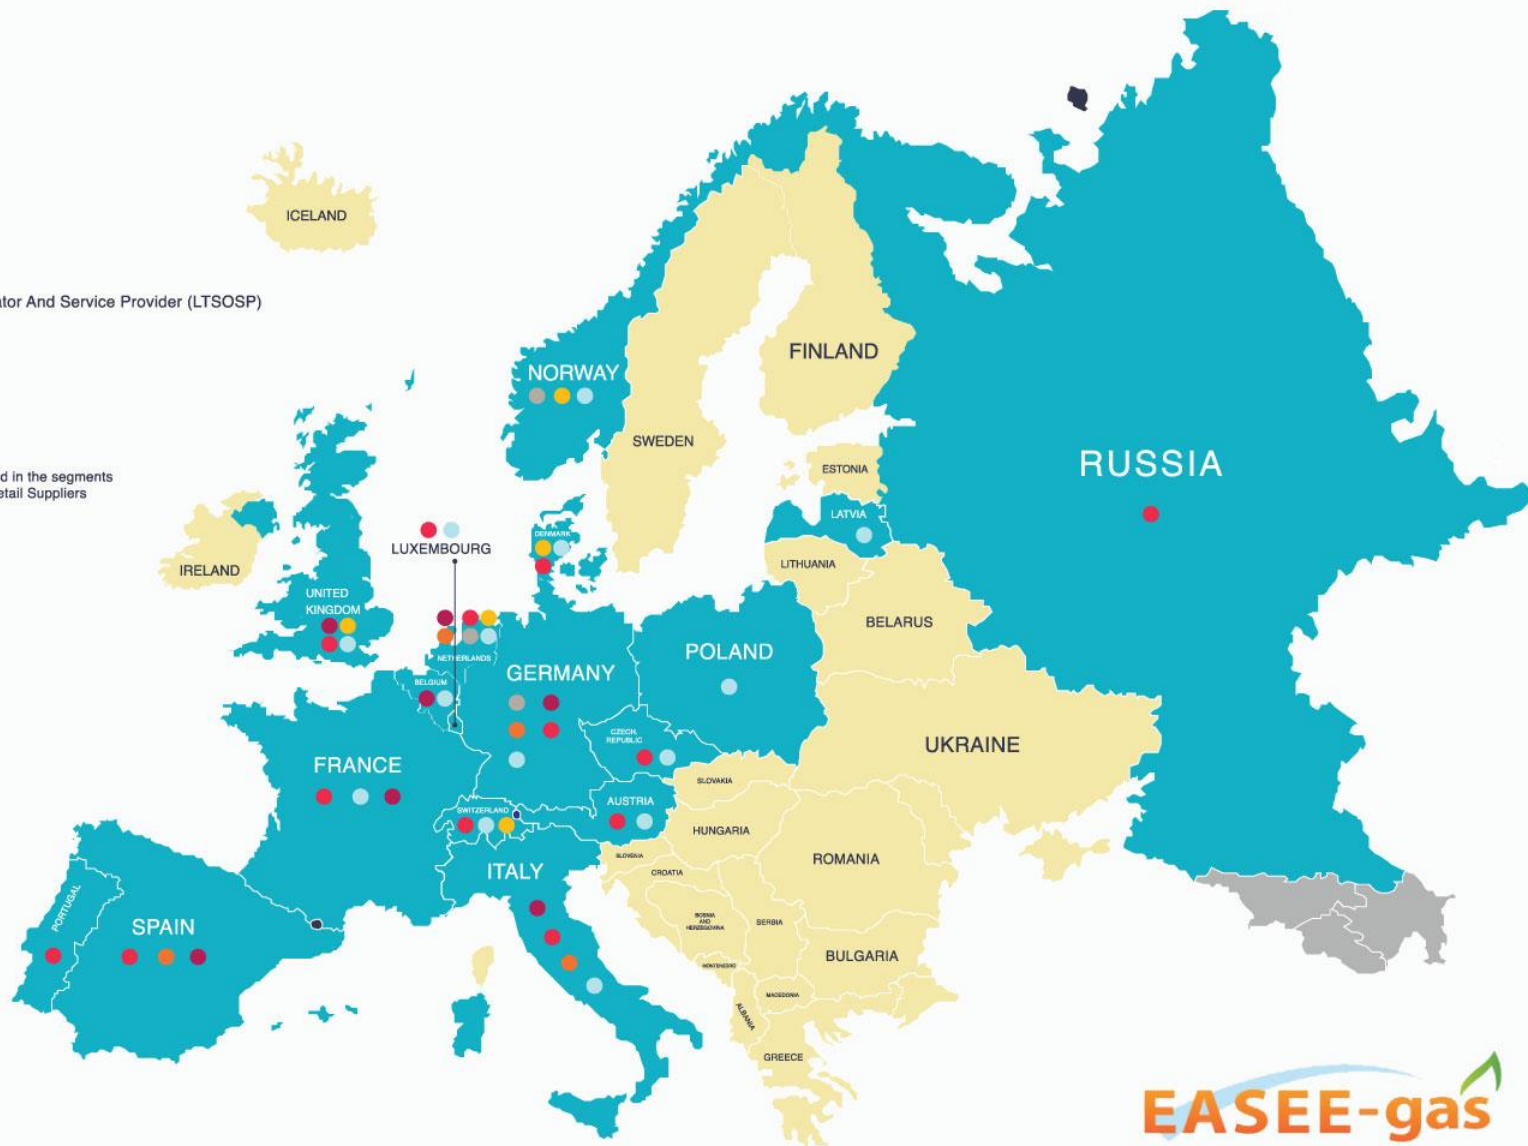 ICELAND
ator And Service Provider (LTSOSP)
NORWAY
FINLAND
SWEDEN
RUSSIA
ESTONIA
d in the segments
etail Suppliers
LATVIA
DENMARK
LUXEMBOURG
LITHUANIA
IRELAND
UNITED
KINGDOM
BELARUS
NETHERLANDS
POLAND
GERMANY
BELGIUM
CZECH.
REPUBLIC
UKRAINE
FRANCE
SLOVAKIA
AUSTRIA
SWITZERLAND
HUNGARIA
SLOVENIA
ROMANIA
ITALY
CROATIA
PORTUGAL
SPAIN
BOSNIA
AND
HERZEGOVINA
SERBIA
BULGARIA
MONTENEGRO
MACEDONIA
ALBANIA
GREECE
EASEE-gas